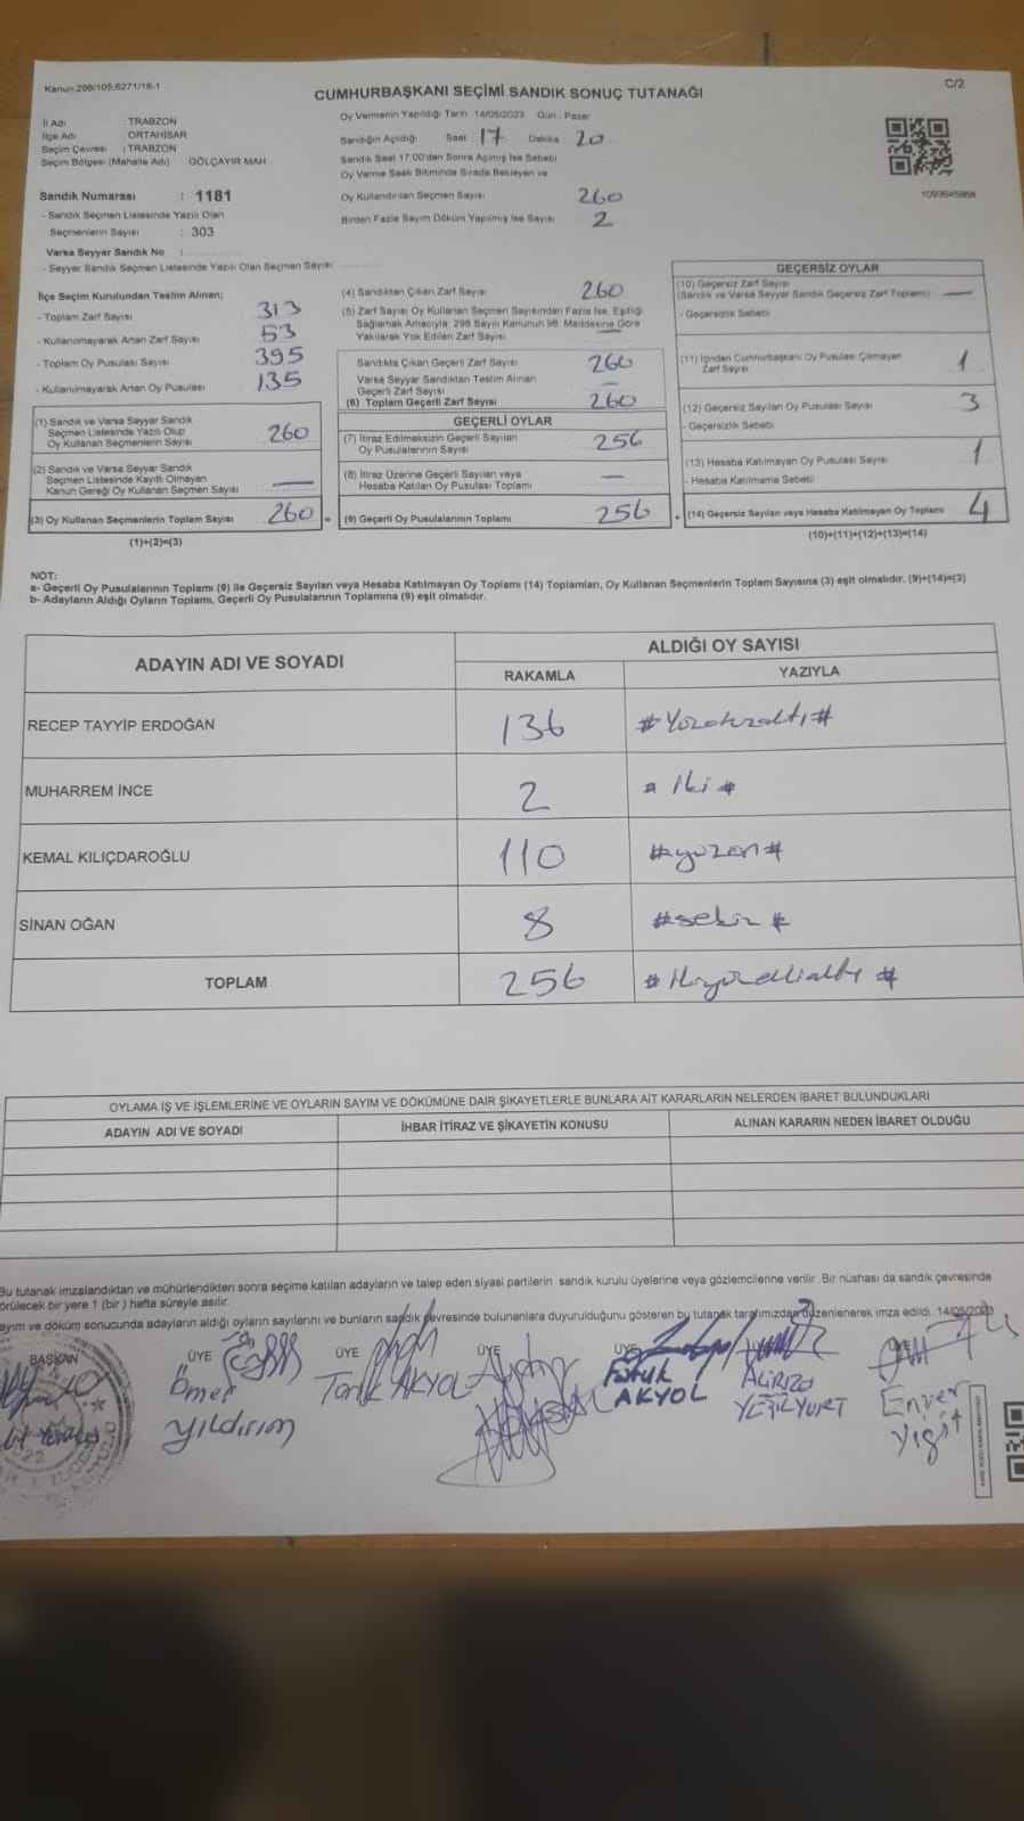 Kanun 298/105,6271/16-1
C/2
CUMHURBAŞKANI SEÇİMİ SANDIK SONUÇ TUTANAĞI
İl Adı TRABZON
İlçe Adı ORTAHİSAR
Seçim Çevresi : TRABZON
Seçim Bölgesi (Mahalle Adı) GÖLÇAYIR MAH
Oy Vermenin Yapıldığı Tarih 14/05/2023 Gün : Pazar
Sandığın Açıldığı Saat 17 Dakika 20
Sandık Saat 17.00'den Sonra Açılmış İse Sebebi
Oy Verme Saati Bitiminde Sırada Bekleyen ve
Oy Kullandırılan Seçmen Sayısı 260
Birden Fazla Sayım Döküm Yapılmış İse Sayısı 2
Sandık Numarası : 1181
- Sandık Seçmen Listesinde Yazılı Olan
Seçmenlerin Sayısı : 303
Varsa Seyyar Sandık No :
- Seyyar Sandık Seçmen Listesinde Yazılı Olan Seçmen Sayısı
İlçe Seçim Kurulundan Teslim Alınan;
- Toplam Zarf Sayısı 313
- Kullanılmayarak Artan Zarf Sayısı 53
- Toplam Oy Pusulası Sayısı 395
- Kullanılmayarak Artan Oy Pusulası 135
(1) Sandık ve Varsa Seyyar Sandık
Seçmen Listesinde Yazılı Olup
Oy Kullanan Seçmenlerin Sayısı 260
(2) Sandık ve Varsa Seyyar Sandık
Seçmen Listesinde Kayıtlı Olmayan
Kanun Gereği Oy Kullanan Seçmen Sayısı —
(3) Oy Kullanan Seçmenlerin Toplam Sayısı 260
(1)+(2)=(3)
(4) Sandıktan Çıkan Zarf Sayısı 260
(5) Zarf Sayısı Oy Kullanan Seçmen Sayısından Fazla İse, Eşitliği
Sağlamak Amacıyla, 298 Sayılı Kanunun 98. Maddesine Göre
Yakılarak Yok Edilen Zarf Sayısı —
Sandıkta Çıkan Geçerli Zarf Sayısı 260
Varsa Seyyar Sandıktan Teslim Alınan
Geçerli Zarf Sayısı —
(6) Toplam Geçerli Zarf Sayısı 260
GEÇERLİ OYLAR
(7) İtiraz Edilmeksizin Geçerli Sayılan
Oy Pusulalarının Sayısı 256
(8) İtiraz Üzerine Geçerli Sayılan veya
Hesaba Katılan Oy Pusulası Toplamı —
(9) Geçerli Oy Pusulalarının Toplamı 256
GEÇERSİZ OYLAR
(10) Geçersiz Zarf Sayısı
(Sandık ve Varsa Seyyar Sandık Geçersiz Zarf Toplamı) —
- Geçersizlik Sebebi
(11) İçinden Cumhurbaşkanı Oy Pusulası Çıkmayan
Zarf Sayısı 1
(12) Geçersiz Sayılan Oy Pusulası Sayısı 3
- Geçersizlik Sebebi
(13) Hesaba Katılmayan Oy Pusulası Sayısı 1
- Hesaba Katılmama Sebebi
(14) Geçersiz Sayılan veya Hesaba Katılmayan Oy Toplamı 4
(10)+(11)+(12)+(13)=(14)
NOT:
a- Geçerli Oy Pusulalarının Toplamı (9) ile Geçersiz Sayılan veya Hesaba Katılmayan Oy Toplamı (14) Toplamları, Oy Kullanan Seçmenlerin Toplam Sayısına (3) eşit olmalıdır. (9)+(14)=(3)
b- Adayların Aldığı Oyların Toplamı, Geçerli Oy Pusulalarının Toplamına (9) eşit olmalıdır.
ADAYIN ADI VE SOYADI ALDIĞI OY SAYISI
RAKAMLA YAZIYLA
RECEP TAYYİP ERDOĞAN 136 #Yüzotuzaltı#
MUHARREM İNCE 2 # iki #
KEMAL KILIÇDAROĞLU 110 #yüzon#
SİNAN OĞAN 8 #sekiz #
TOPLAM 256 # ikiyüzellialtı #
OYLAMA İŞ VE İŞLEMLERİNE VE OYLARIN SAYIM VE DÖKÜMÜNE DAİR ŞİKAYETLERLE BUNLARA AİT KARARLARIN NELERDEN İBARET BULUNDUKLARI
ADAYIN ADI VE SOYADI İHBAR İTİRAZ VE ŞİKAYETİN KONUSU ALINAN KARARIN NEDEN İBARET OLDUĞU
Bu tutanak imzalandıktan ve mühürlendikten sonra seçime katılan adayların ve talep eden siyasi partilerin sandık kurulu üyelerine veya gözlemcilerine verilir. Bir nüshası da sandık çevresinde
görülecek bir yere 1 (bir) hafta süreyle asılır.
ayım ve döküm sonucunda adayların aldığı oyların sayılarını ve bunların sandık çevresinde bulunanlara duyurulduğunu gösteren bu tutanak tarafımızdan düzenlenerek imza edildi. 14/05/2023
BAŞKAN ÜYE ÜYE ÜYE ÜYE
Ömer Yıldırım
Tarık AKYOL
Faruk AKYOL
ALİRIZA YEŞİLYURT
Enver Yiğit